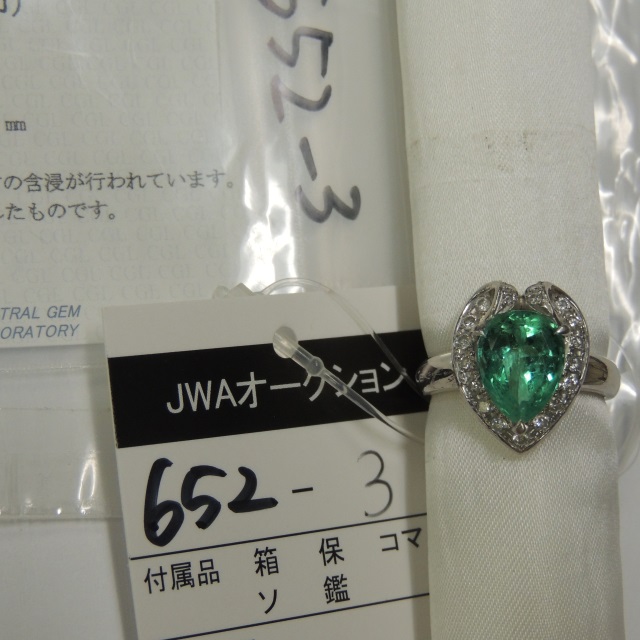 mm
の含浸が行われています。
たものです。
TRAL GEM
ORATORY
652-3
JWAオークション
652-3
付属品 箱 保 コマ
ソ 鑑